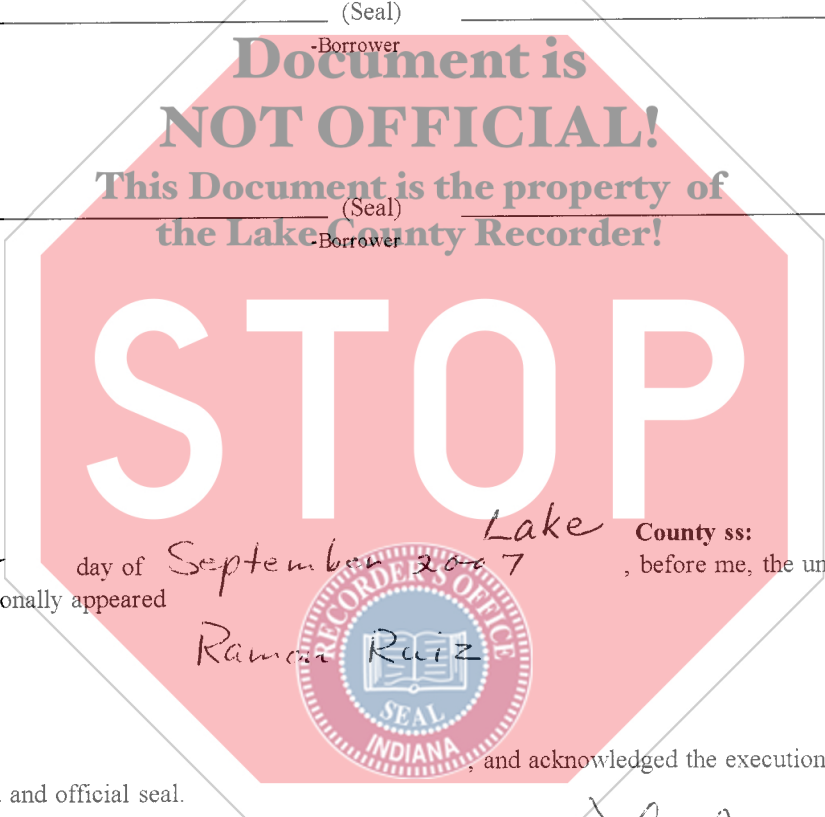 (Seal)
-Borrower
Document is
NOT OFFICIAL!
This Document is the property of
(Seal)
the Lake County Recorder!
-Borrower
STOP
Lake County ss:
day of September 2007 , before me, the un
onally appeared
RECORDER'S OFFICE
Ramon Ruiz
SEAL
INDIANA
, and acknowledged the execution
and official seal.